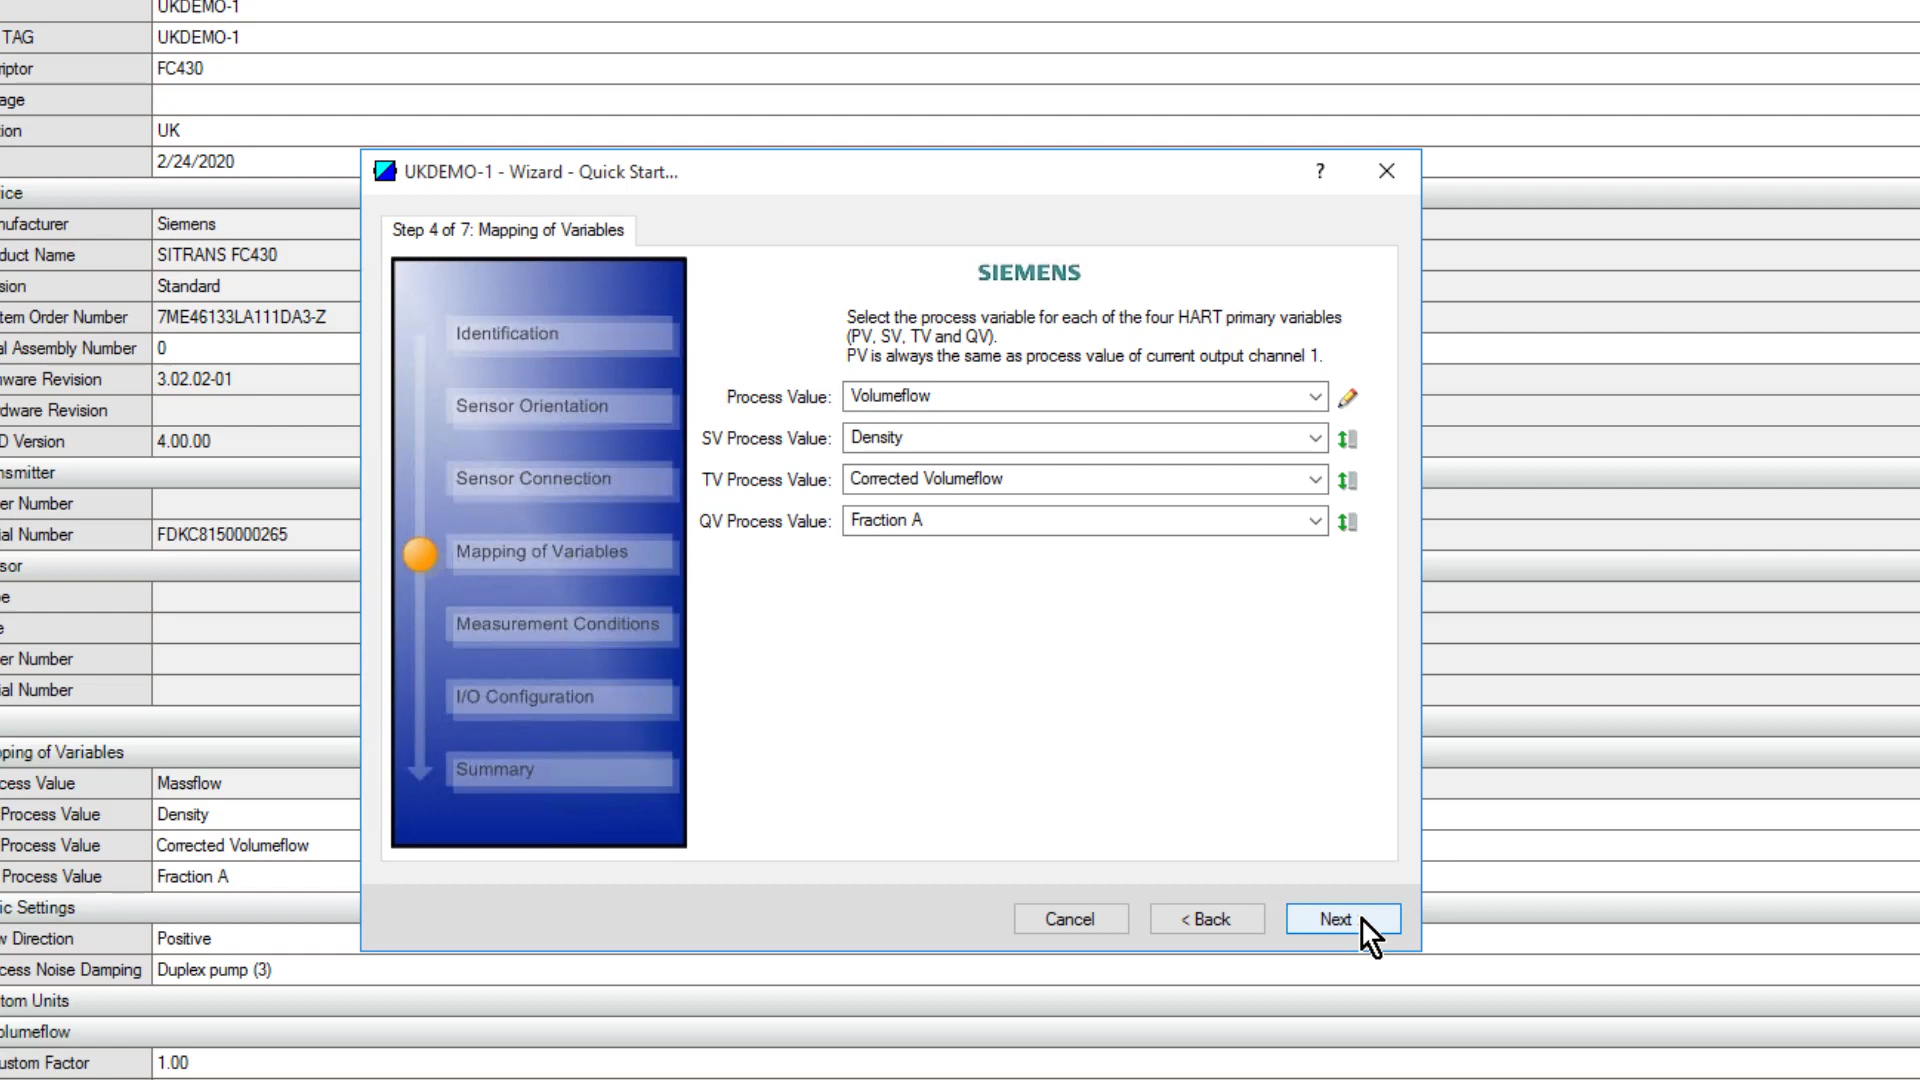 UKDEMO-1
TAG UKDEMO-1
riptor FC430
age
tion UK
2/24/2020
ice
nufacturer Siemens
duct Name SITRANS FC430
sion Standard
tem Order Number 7ME46133LA111DA3-Z
al Assembly Number 0
ware Revision 3.02.02-01
dware Revision
D Version 4.00.00
nsmitter
er Number
ial Number FDKC8150000265
sor
e
e
er Number
ial Number
ping of Variables
cess Value Massflow
Process Value Density
Process Value Corrected Volumeflow
Process Value Fraction A
ic Settings
w Direction Positive
cess Noise Damping Duplex pump (3)
tom Units
olumeflow
ustom Factor 1.00
UKDEMO-1 - Wizard - Quick Start...
?
Step 4 of 7: Mapping of Variables
Identification
Sensor Orientation
Sensor Connection
Mapping of Variables
Measurement Conditions
I/O Configuration
Summary
SIEMENS
Select the process variable for each of the four HART primary variables
(PV, SV, TV and QV).
PV is always the same as process value of current output channel 1.
Process Value: Volumeflow
SV Process Value: Density
TV Process Value: Corrected Volumeflow
QV Process Value: Fraction A
Cancel
< Back
Next